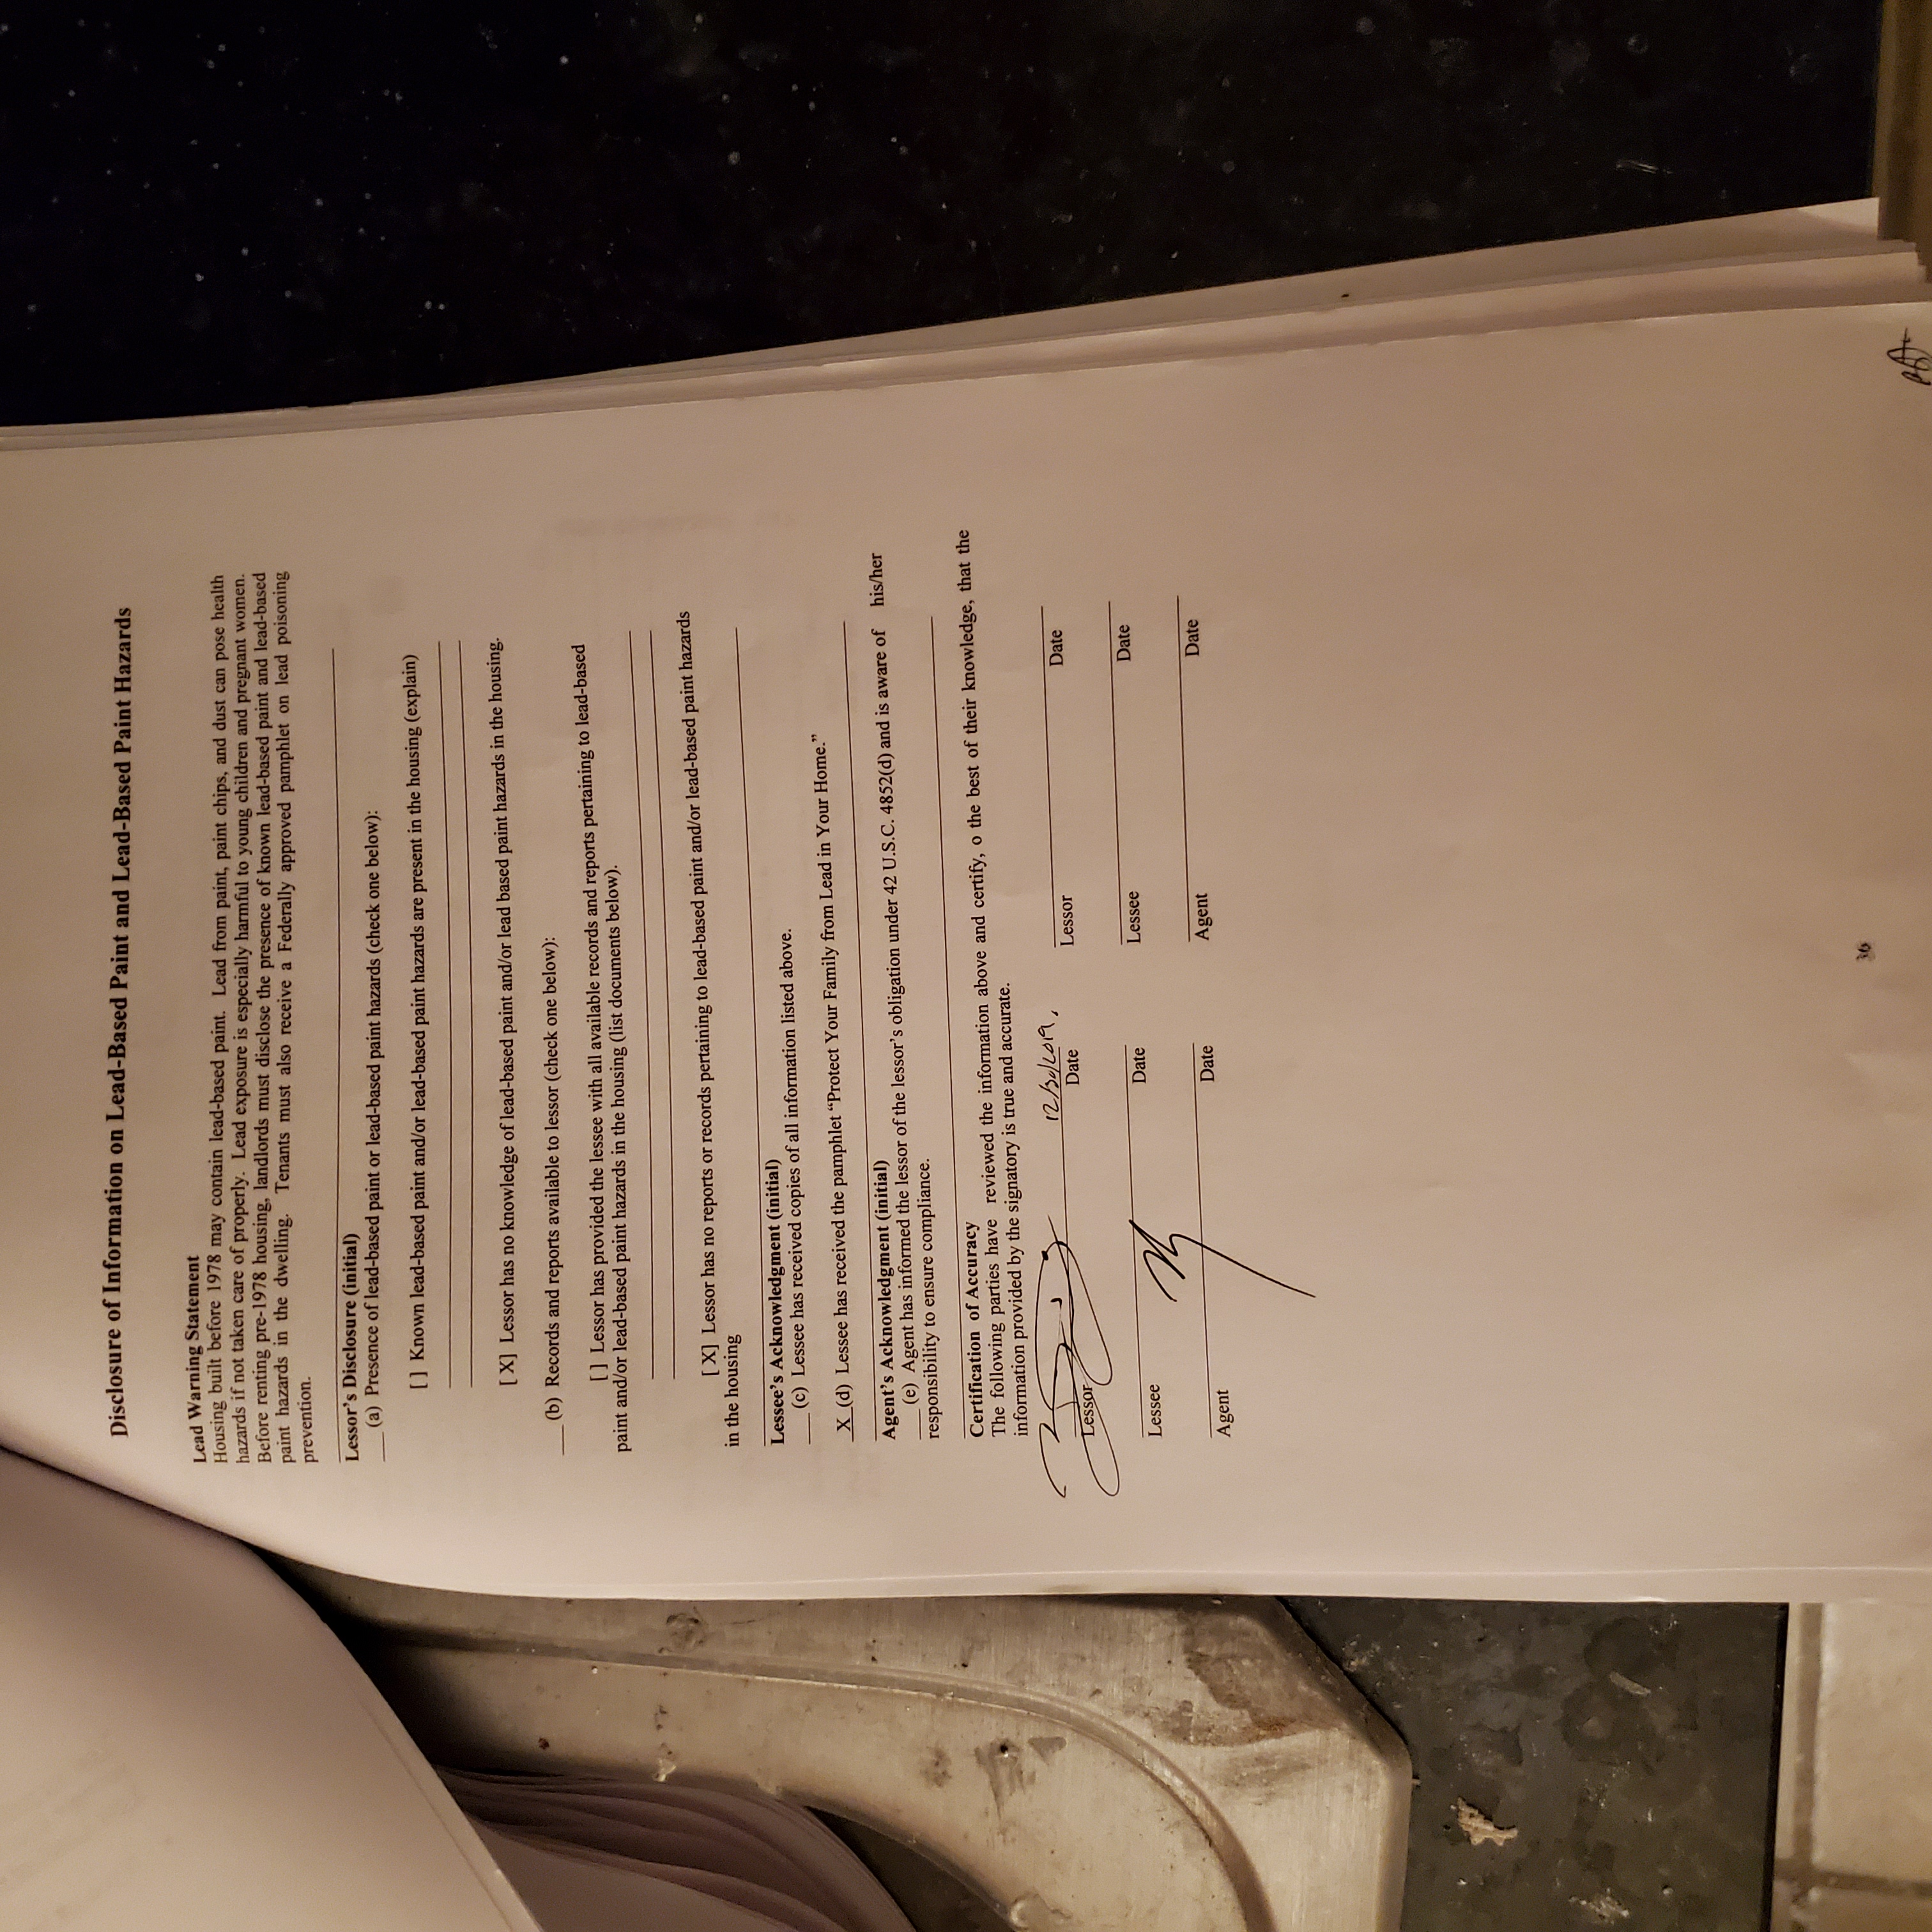 Disclosure of Information on Lead-Based Paint and Lead-Based Paint Hazards
Lead Warning Statement
Housing built before 1978 may contain lead-based paint. Lead from paint, paint chips, and dust can pose health
hazards if not taken care of properly. Lead exposure is especially harmful to young children and pregnant women.
Before renting pre-1978 housing, landlords must disclose the presence of known lead-based paint and lead-based
paint hazards in the dwelling. Tenants must also receive a Federally approved pamphlet on lead poisoning
prevention.
Lessor's Disclosure (initial)
___ (a) Presence of lead-based paint or lead-based paint hazards (check one below):
[ ] Known lead-based paint and/or lead-based paint hazards are present in the housing (explain)
[ X] Lessor has no knowledge of lead-based paint and/or lead based paint hazards in the housing.
___ (b) Records and reports available to lessor (check one below):
[ ] Lessor has provided the lessee with all available records and reports pertaining to lead-based
paint and/or lead-based paint hazards in the housing (list documents below).
[ X] Lessor has no reports or records pertaining to lead-based paint and/or lead-based paint hazards
in the housing
Lessee's Acknowledgment (initial)
___ (c) Lessee has received copies of all information listed above.
_X_(d) Lessee has received the pamphlet “Protect Your Family from Lead in Your Home.”
Agent's Acknowledgment (initial)
___ (e) Agent has informed the lessor of the lessor's obligation under 42 U.S.C. 4852(d) and is aware of his/her
responsibility to ensure compliance.
Certification of Accuracy
The following parties have reviewed the information above and certify, o the best of their knowledge, that the
information provided by the signatory is true and accurate.
12/30/2019
Lessor Date Lessor Date
Lessee Date Lessee Date
Agent Date Agent Date
36